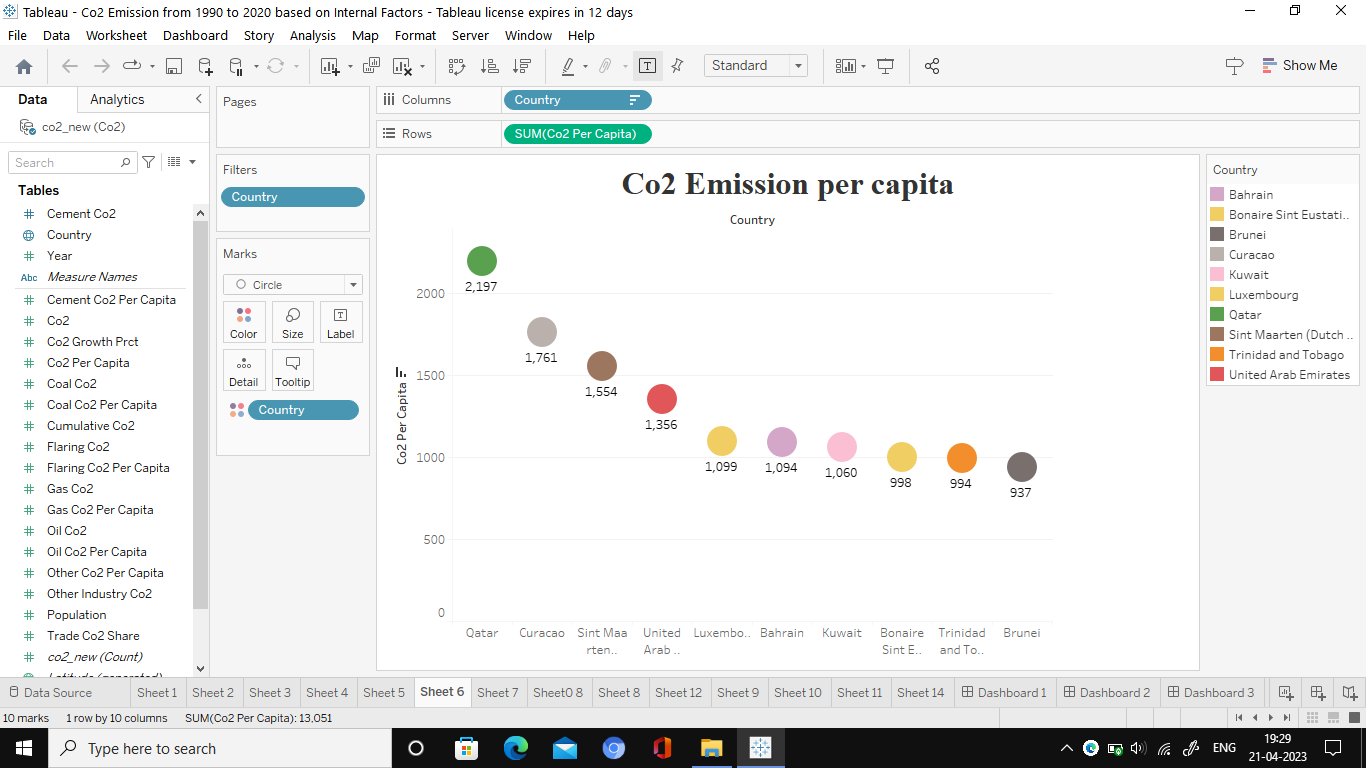 Tableau - Co2 Emission from 1990 to 2020 based on Internal Factors - Tableau license expires in 12 days
File Data Worksheet Dashboard Story Analysis Map Format Server Window Help
Standard
Show Me
Data Analytics
co2_new (Co2)
Search
Tables
Cement Co2
Country
Year
Abc Measure Names
Cement Co2 Per Capita
Co2
Co2 Growth Prct
Co2 Per Capita
Coal Co2
Coal Co2 Per Capita
Cumulative Co2
Flaring Co2
Flaring Co2 Per Capita
Gas Co2
Gas Co2 Per Capita
Oil Co2
Oil Co2 Per Capita
Other Co2 Per Capita
Other Industry Co2
Population
Trade Co2 Share
co2_new (Count)
Latitude (generated)
Pages
Filters
Country
Marks
Circle
Color Size Label
Detail Tooltip
Country
Columns Country
Rows SUM(Co2 Per Capita)
Co2 Emission per capita
Country
Co2 Per Capita
2000
1500
1000
500
0
2,197
1,761
1,554
1,356
1,099
1,094
1,060
998
994
937
Qatar
Curacao
Sint Maa
rten..
United
Arab ..
Luxembo..
Bahrain
Kuwait
Bonaire
Sint E..
Trinidad
and To..
Brunei
Country
Bahrain
Bonaire Sint Eustati..
Brunei
Curacao
Kuwait
Luxembourg
Qatar
Sint Maarten (Dutch ..
Trinidad and Tobago
United Arab Emirates
Data Source Sheet 1 Sheet 2 Sheet 3 Sheet 4 Sheet 5 Sheet 6 Sheet 7 Sheet0 8 Sheet 8 Sheet 12 Sheet 9 Sheet 10 Sheet 11 Sheet 14 Dashboard 1 Dashboard 2 Dashboard 3
10 marks 1 row by 10 columns SUM(Co2 Per Capita): 13,051
Type here to search
ENG
19:29
21-04-2023